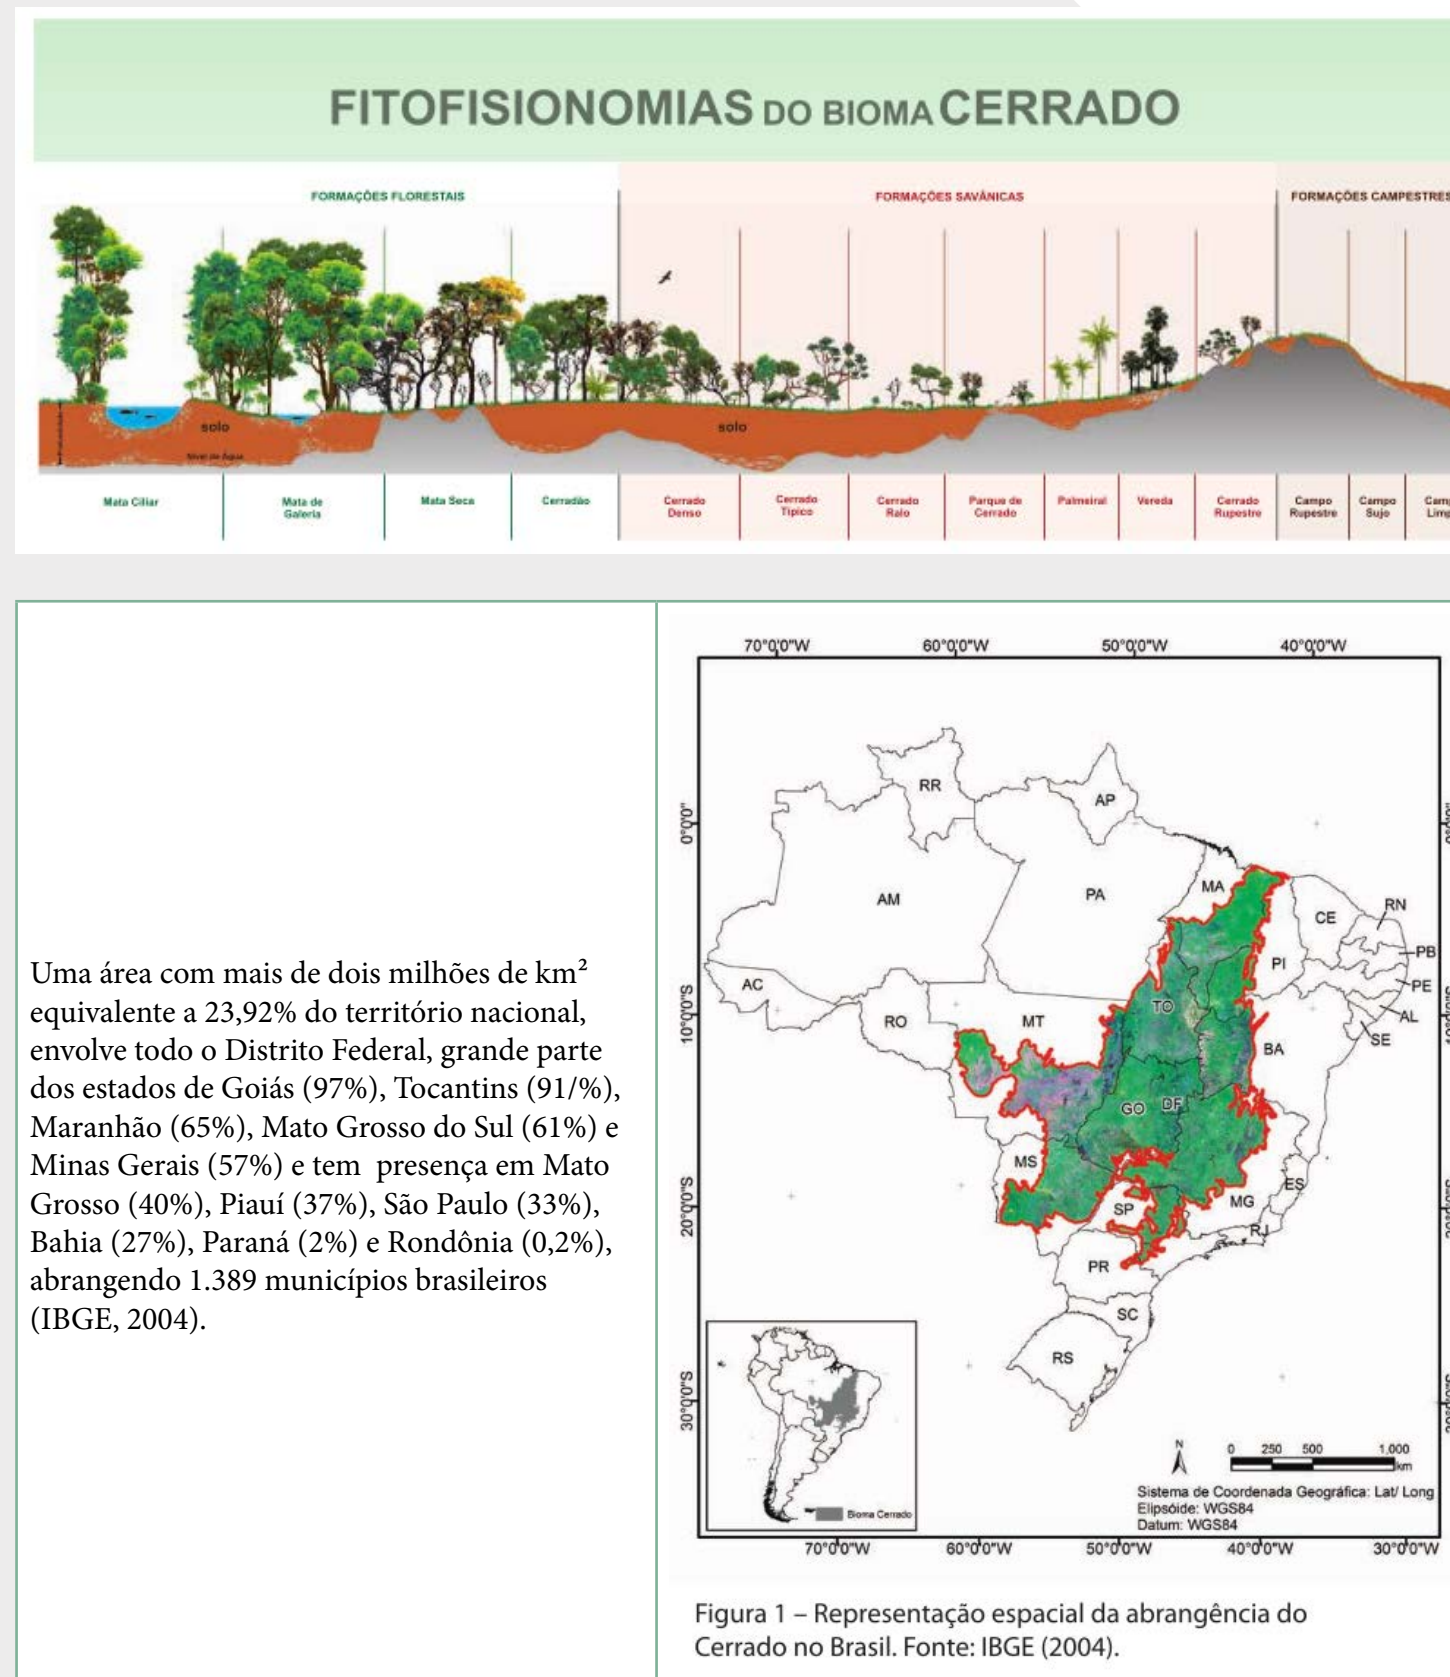 FITOFISIONOMIAS DO BIOMA CERRADO
FORMAÇÕES FLORESTAIS
FORMAÇÕES SAVÂNICAS
FORMAÇÕES CAMPESTRES
solo
solo
Nível de Água
Mata Ciliar
Mata de
Galeria
Mata Seca
Cerradão
Cerrado
Denso
Cerrado
Típico
Cerrado
Ralo
Parque de
Cerrado
Palmeiral
Vereda
Cerrado
Rupestre
Campo
Rupestre
Campo
Sujo
Uma área com mais de dois milhões de km²
equivalente a 23,92% do território nacional,
envolve todo o Distrito Federal, grande parte
dos estados de Goiás (97%), Tocantins (91/%),
Maranhão (65%), Mato Grosso do Sul (61%) e
Minas Gerais (57%) e tem presença em Mato
Grosso (40%), Piauí (37%), São Paulo (33%),
Bahia (27%), Paraná (2%) e Rondônia (0,2%),
abrangendo 1.389 municípios brasileiros
(IBGE, 2004).
70°0'0"W 60°0'0"W 50°0'0"W 40°0'0"W
0°0'0"
10°0'0"S
20°0'0"S
30°0'0"S
RR
AP
AM
PA
MA
CE
RN
PB
PE
AL
SE
PI
AC
RO
MT
TO
BA
GO
DF
MS
MG
ES
SP
RJ
PR
SC
RS
Bioma Cerrado
N
0 250 500 1,000
km
Sistema de Coordenada Geográfica: Lat/ Long
Elipsóide: WGS84
Datum: WGS84
70°0'0"W 60°0'0"W 50°0'0"W 40°0'0"W 30°0'0"W
Figura 1 – Representação espacial da abrangência do
Cerrado no Brasil. Fonte: IBGE (2004).